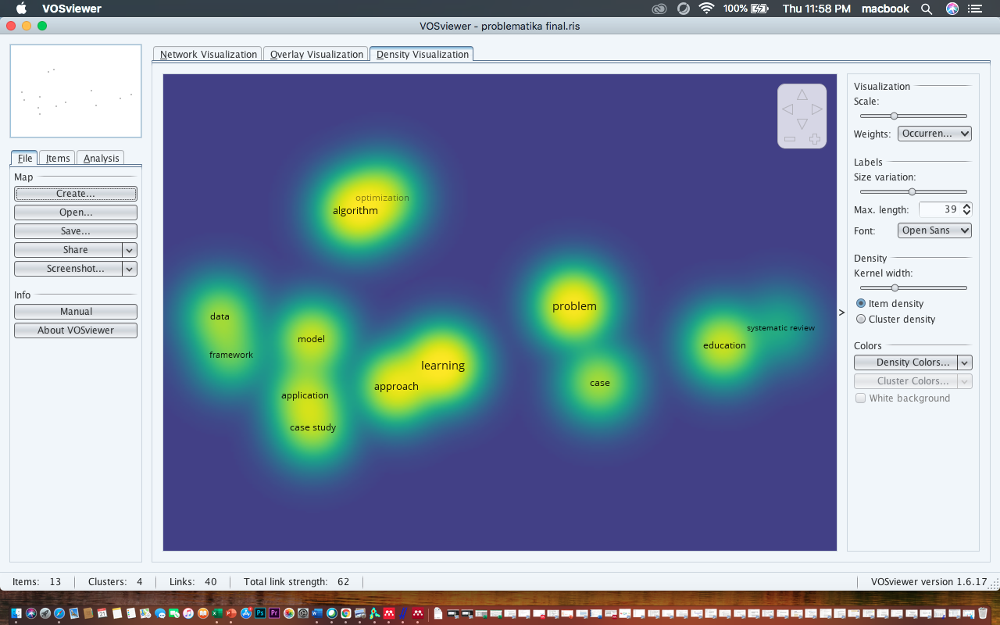 VOSviewer
100%
Thu 11:58 PM
macbook
VOSviewer - problematika final.ris
Network Visualization
Overlay Visualization
Density Visualization
File
Items
Analysis
Map
Create...
Open...
Save...
Share
Screenshot...
Info
Manual
About VOSviewer
optimization
algorithm
data
framework
model
application
case study
learning
approach
problem
case
education
systematic review
>
Visualization
Scale:
Weights: Occurren...
Labels
Size variation:
Max. length: 39
Font: Open Sans
Density
Kernel width:
Item density
Cluster density
Colors
Density Colors...
Cluster Colors...
White background
Items: 13
Clusters: 4
Links: 40
Total link strength: 62
VOSviewer version 1.6.17